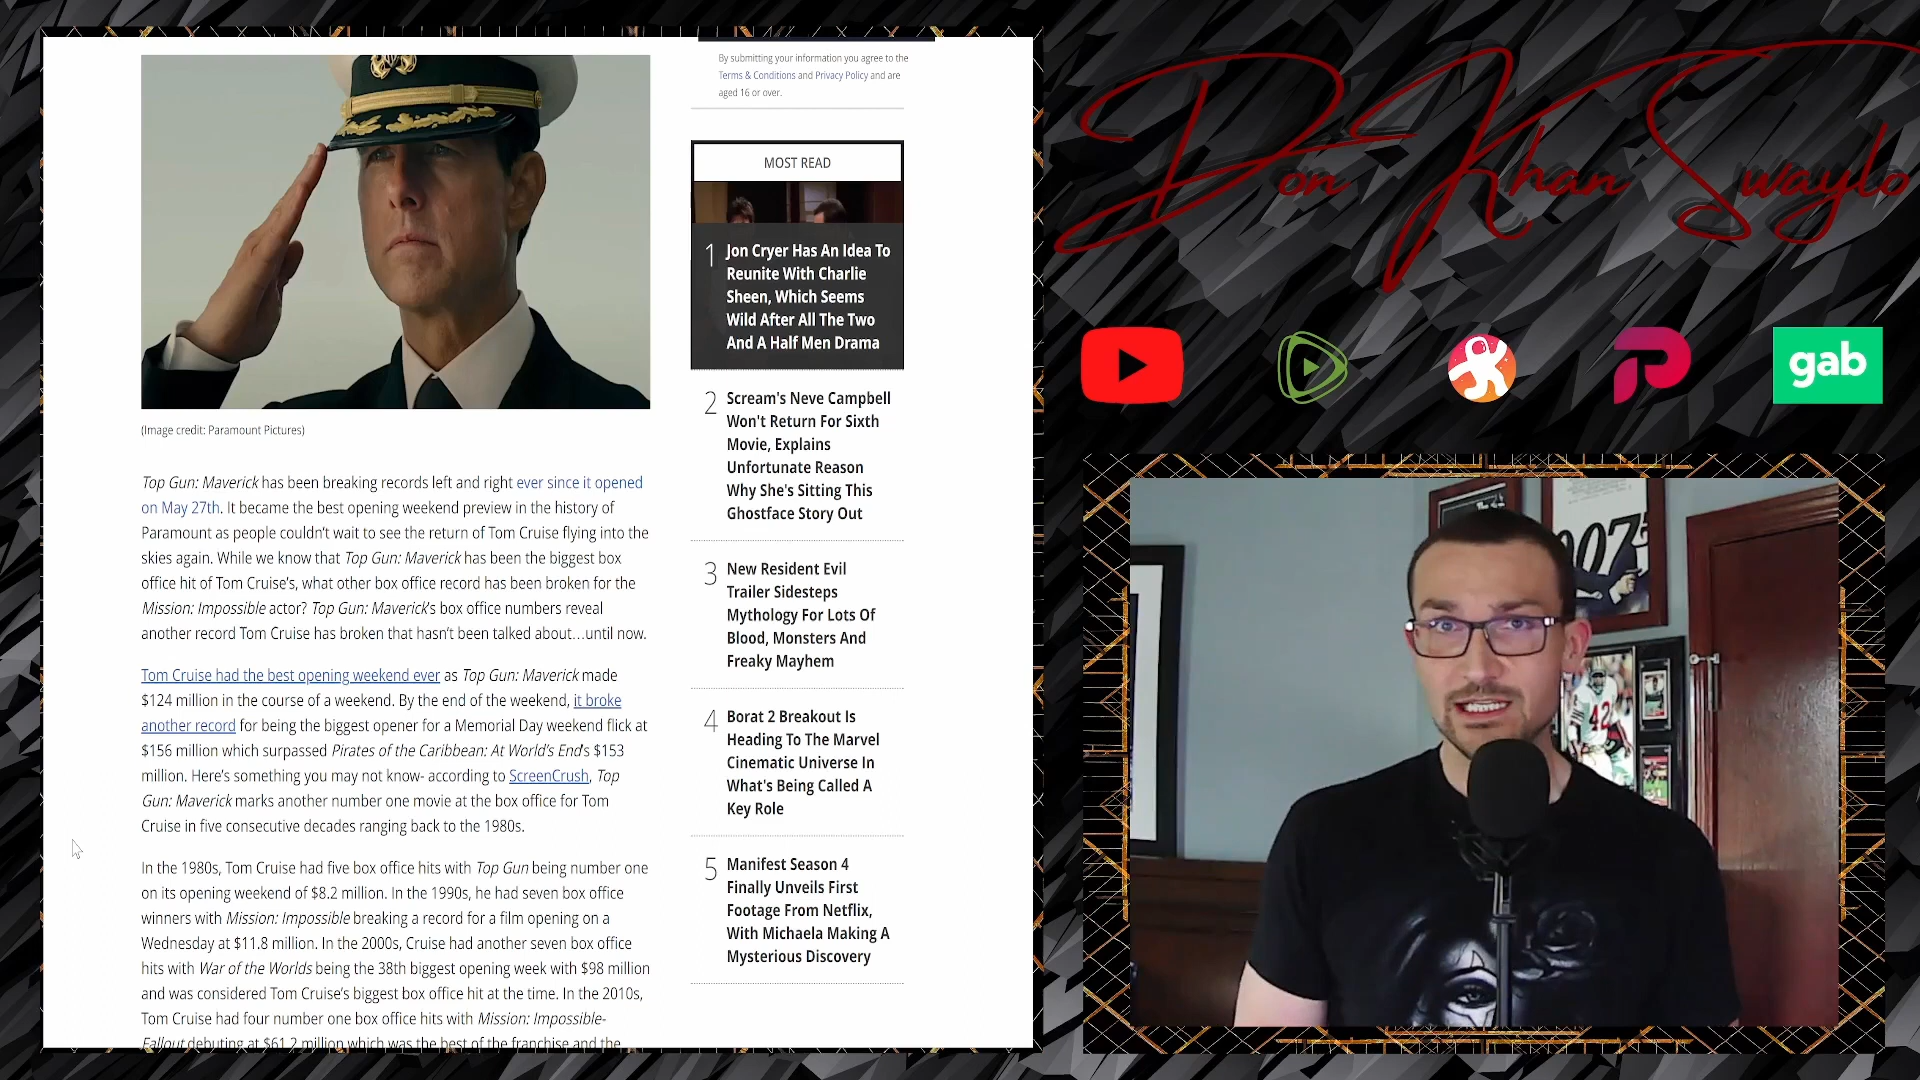 By submitting your information you agree to the
Terms & Conditions and Privacy Policy and are
aged 16 or over.
MOST READ
1 Jon Cryer Has An Idea To
Reunite With Charlie
Sheen, Which Seems
Wild After All The Two
And A Half Men Drama
2 Scream's Neve Campbell
Won't Return For Sixth
Movie, Explains
Unfortunate Reason
Why She's Sitting This
Ghostface Story Out
3 New Resident Evil
Trailer Sidesteps
Mythology For Lots Of
Blood, Monsters And
Freaky Mayhem
4 Borat 2 Breakout Is
Heading To The Marvel
Cinematic Universe In
What's Being Called A
Key Role
5 Manifest Season 4
Finally Unveils First
Footage From Netflix,
With Michaela Making A
Mysterious Discovery
(Image credit: Paramount Pictures)
Top Gun: Maverick has been breaking records left and right ever since it opened
on May 27th. It became the best opening weekend preview in the history of
Paramount as people couldn't wait to see the return of Tom Cruise flying into the
skies again. While we know that Top Gun: Maverick has been the biggest box
office hit of Tom Cruise's, what other box office record has been broken for the
Mission: Impossible actor? Top Gun: Maverick's box office numbers reveal
another record Tom Cruise has broken that hasn't been talked about…until now.
Tom Cruise had the best opening weekend ever as Top Gun: Maverick made
$124 million in the course of a weekend. By the end of the weekend, it broke
another record for being the biggest opener for a Memorial Day weekend flick at
$156 million which surpassed Pirates of the Caribbean: At World's End's $153
million. Here's something you may not know- according to ScreenCrush, Top
Gun: Maverick marks another number one movie at the box office for Tom
Cruise in five consecutive decades ranging back to the 1980s.
In the 1980s, Tom Cruise had five box office hits with Top Gun being number one
on its opening weekend of $8.2 million. In the 1990s, he had seven box office
winners with Mission: Impossible breaking a record for a film opening on a
Wednesday at $11.8 million. In the 2000s, Cruise had another seven box office
hits with War of the Worlds being the 38th biggest opening week with $98 million
and was considered Tom Cruise's biggest box office hit at the time. In the 2010s,
Tom Cruise had four number one box office hits with Mission: Impossible-
Fallout debuting at $61.2 million which was the best of the franchise and the
Don Khan Swaylo
gab
007
42